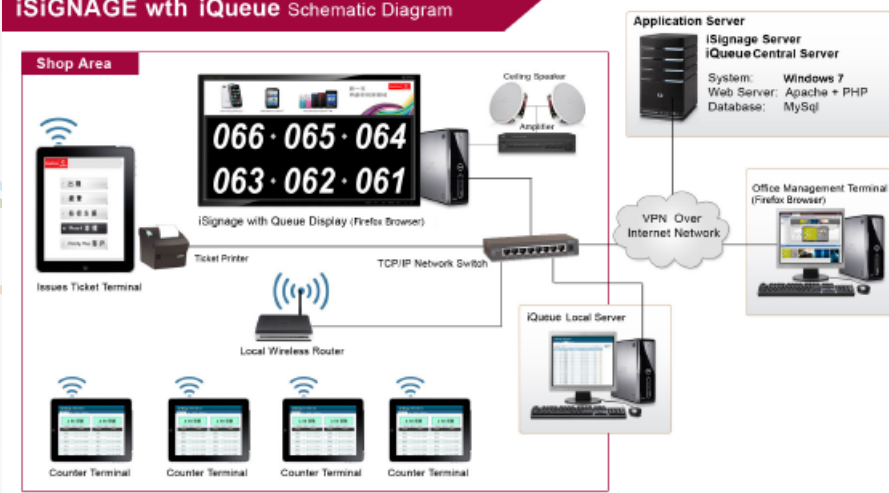 iSiGNAGE wth iQueue Schematic Diagram
Application Server
iSignage Server
iQueue Central Server
System: Windows 7
Web Server: Apache + PHP
Database: MySql
Shop Area
Ceiling Speaker
Amplifier
066 · 065 · 064
063 · 062 · 061
iSignage with Queue Display (Firefox Browser)
Issues Ticket Terminal
Ticket Printer
TCP/IP Network Switch
VPN Over
Internet Network
Office Management Terminal
(Firefox Browser)
Local Wireless Router
iQueue Local Server
Counter Terminal
Counter Terminal
Counter Terminal
Counter Terminal